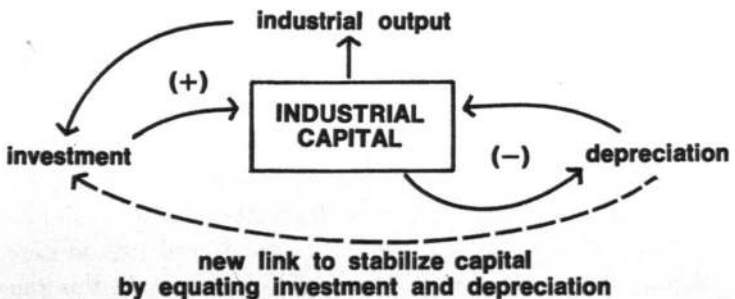 industrial output
(+)
INDUSTRIAL
CAPITAL
investment
(−)
depreciation
new link to stabilize capital
by equating investment and depreciation